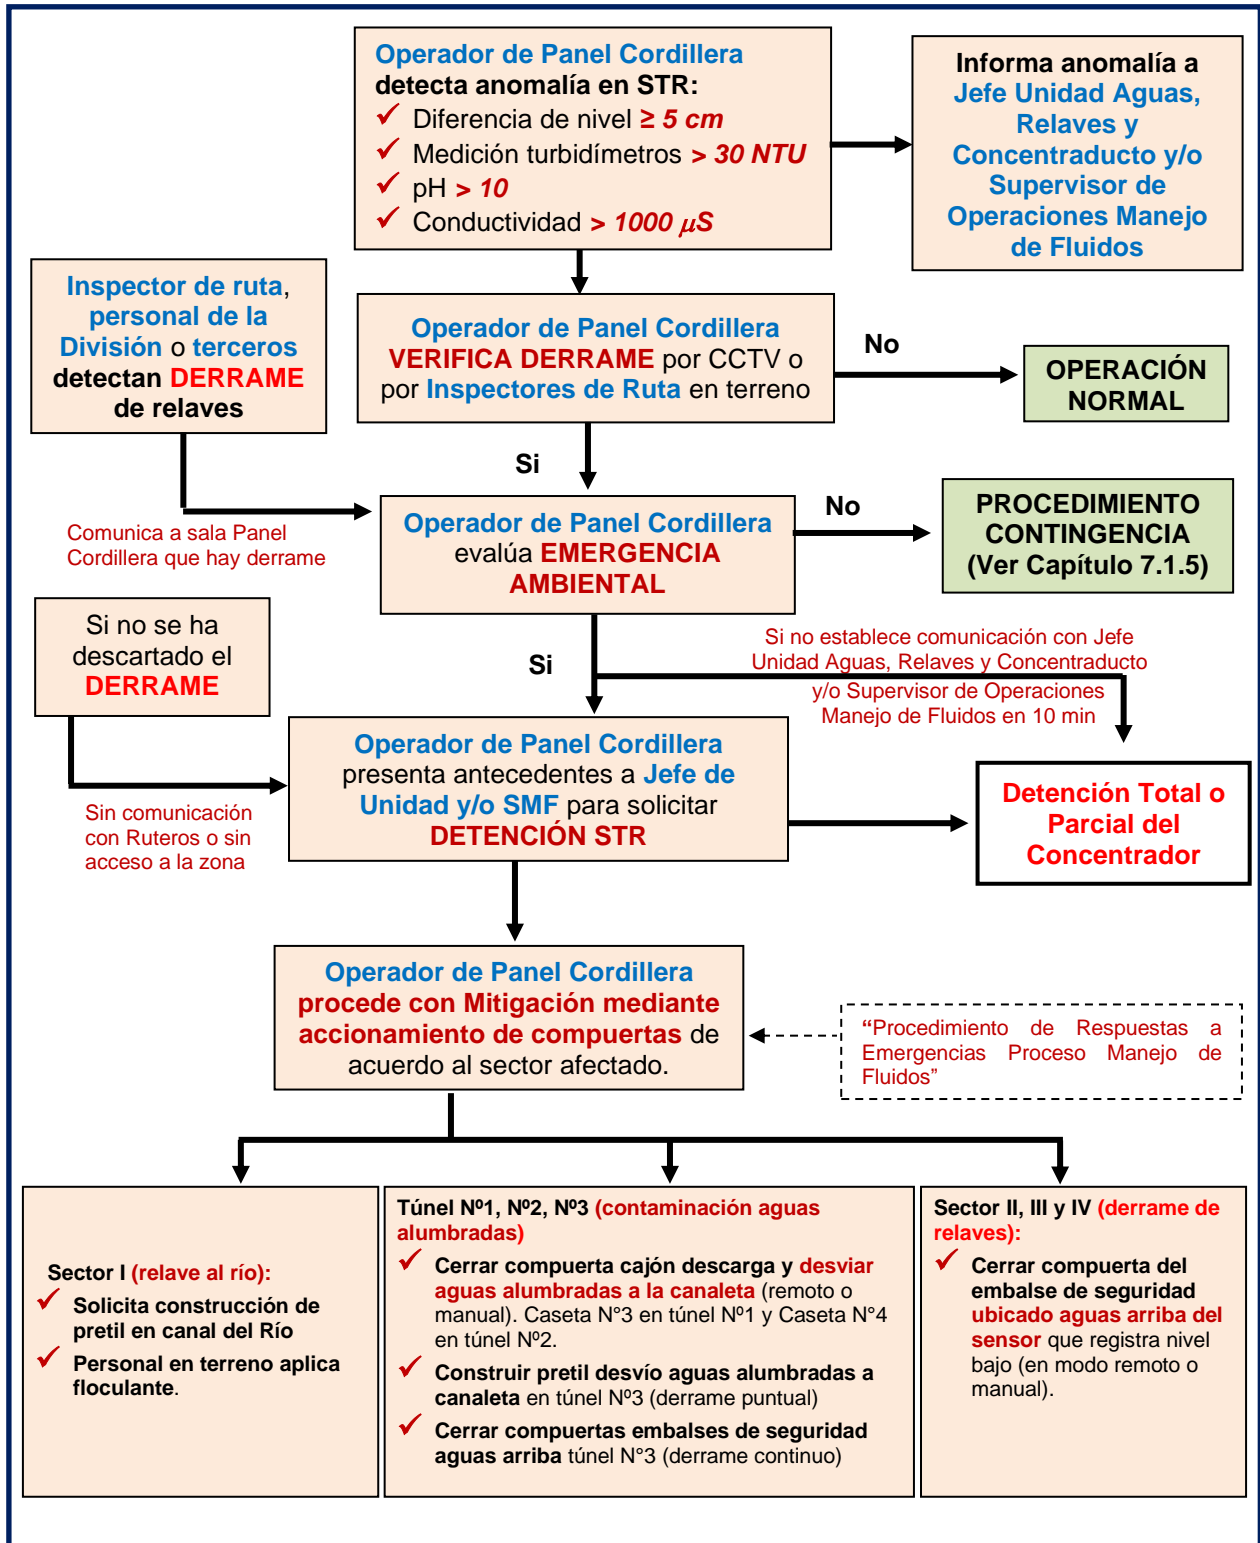 Operador de Panel Cordillera
detecta anomalía en STR:
Diferencia de nivel ≥ 5 cm
Medición turbidímetros > 30 NTU
pH > 10
Conductividad > 1000 µS
Informa anomalía a
Jefe Unidad Aguas,
Relaves y
Concentraducto y/o
Supervisor de
Operaciones Manejo
de Fluidos
Inspector de ruta,
personal de la
División o terceros
detectan DERRAME
de relaves
Operador de Panel Cordillera
VERIFICA DERRAME por CCTV o
por Inspectores de Ruta en terreno
No
OPERACIÓN
NORMAL
Si
Comunica a sala Panel
Cordillera que hay derrame
Operador de Panel Cordillera
evalúa EMERGENCIA
AMBIENTAL
No
PROCEDIMIENTO
CONTINGENCIA
(Ver Capítulo 7.1.5)
Si no se ha
descartado el
DERRAME
Si
Si no establece comunicación con Jefe
Unidad Aguas, Relaves y Concentraducto
y/o Supervisor de Operaciones
Manejo de Fluidos en 10 min
Sin comunicación
con Ruteros o sin
acceso a la zona
Operador de Panel Cordillera
presenta antecedentes a Jefe de
Unidad y/o SMF para solicitar
DETENCIÓN STR
Detención Total o
Parcial del
Concentrador
Operador de Panel Cordillera
procede con Mitigación mediante
accionamiento de compuertas de
acuerdo al sector afectado.
“Procedimiento de Respuestas a
Emergencias Proceso Manejo de
Fluidos”
Sector I (relave al río):
Solicita construcción de
pretil en canal del Río
Personal en terreno aplica
floculante.
Túnel Nº1, Nº2, Nº3 (contaminación aguas
alumbradas)
Cerrar compuerta cajón descarga y desviar
aguas alumbradas a la canaleta (remoto o
manual). Caseta N°3 en túnel Nº1 y Caseta N°4
en túnel Nº2.
Construir pretil desvío aguas alumbradas a
canaleta en túnel Nº3 (derrame puntual)
Cerrar compuertas embalses de seguridad
aguas arriba túnel N°3 (derrame continuo)
Sector II, III y IV (derrame de
relaves):
Cerrar compuerta del
embalse de seguridad
ubicado aguas arriba del
sensor que registra nivel
bajo (en modo remoto o
manual).